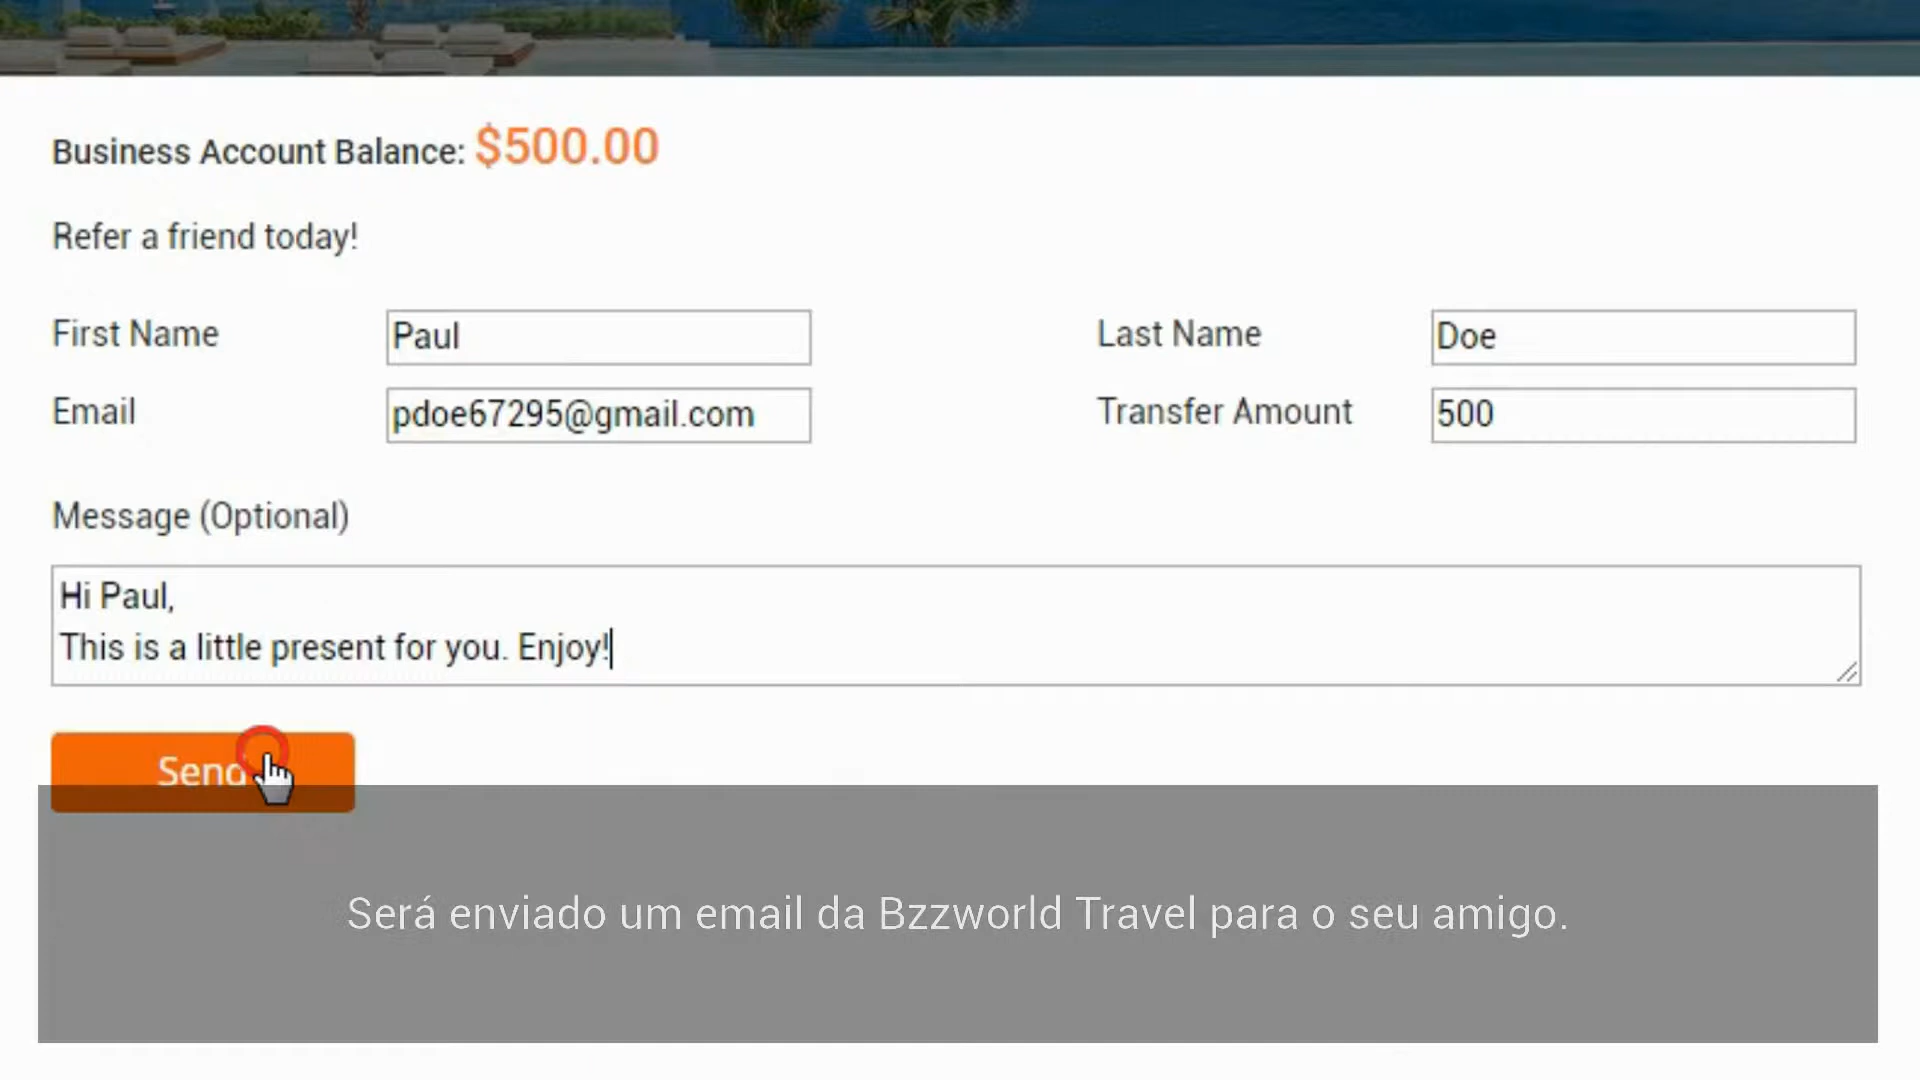 Business Account Balance: $500.00
Refer a friend today!
First Name Paul Last Name Doe
Email pdoe67295@gmail.com Transfer Amount 500
Message (Optional)
Hi Paul,
This is a little present for you. Enjoy!
Send
Será enviado um email da Bzzworld Travel para o seu amigo.